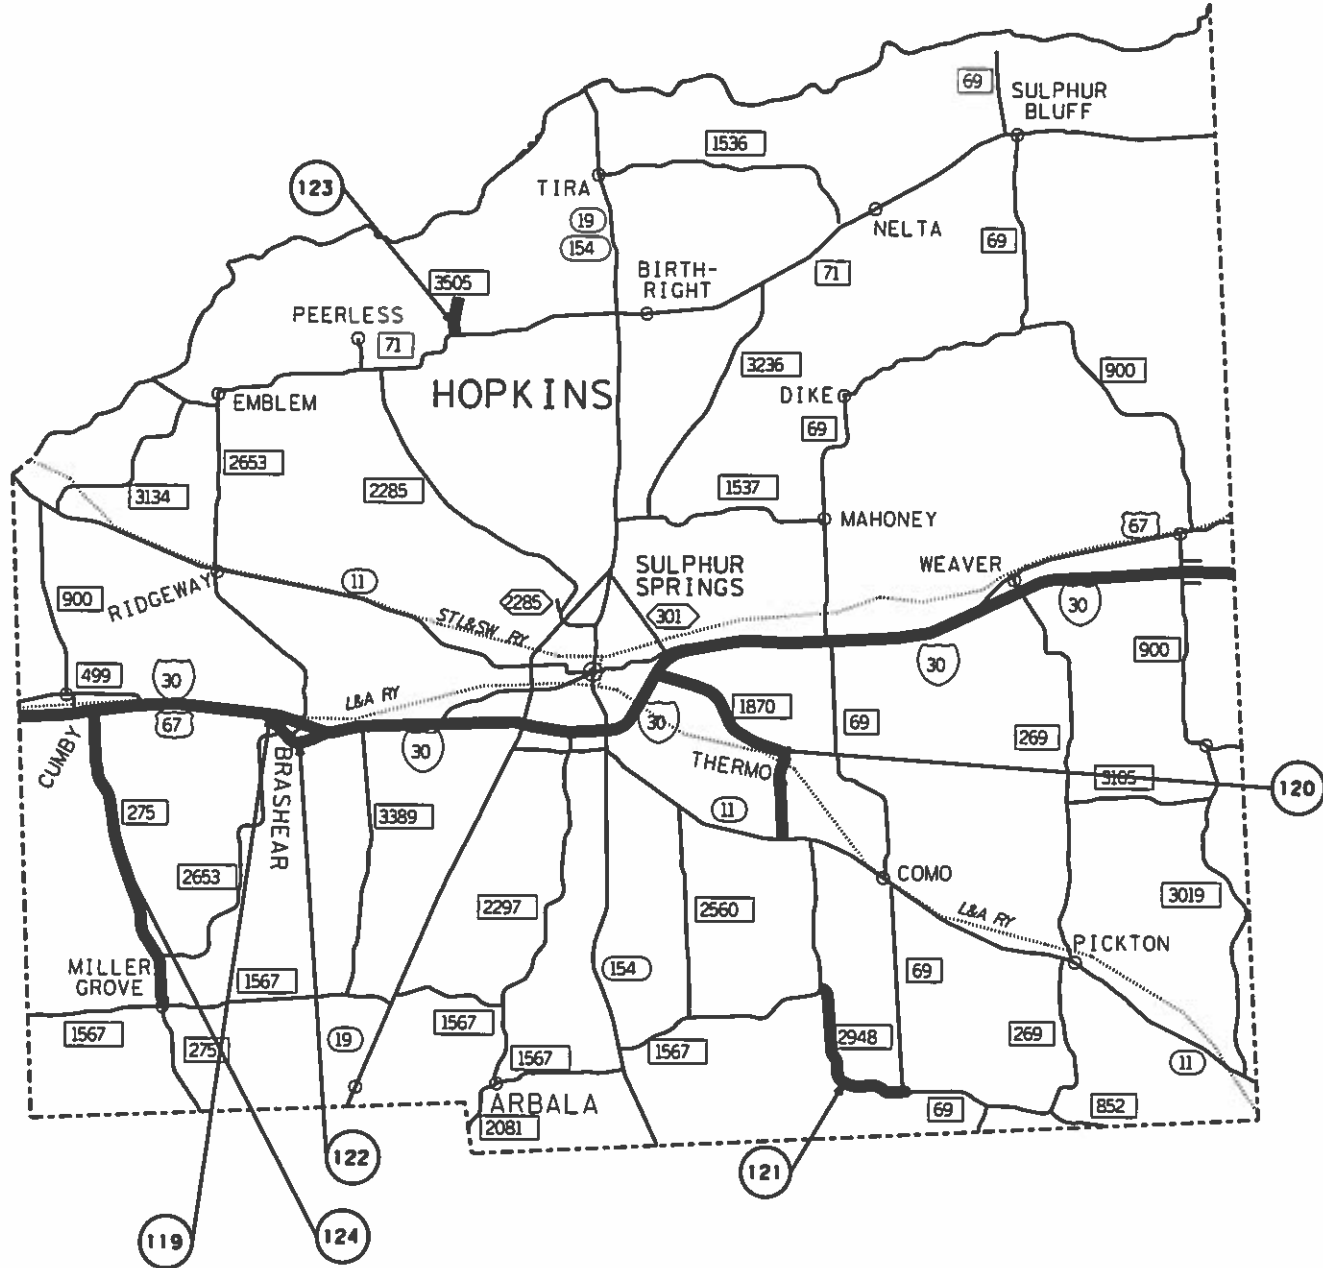 69
SULPHUR
BLUFF
1536
123
TIRA
19
154
NELTA
69
BIRTH-
RIGHT
71
3505
PEERLESS
71
3236
900
HOPKINS
DIKE
EMBLEM
69
2653
2285
1537
3134
MAHONEY
67
SULPHUR
SPRINGS
WEAVER
11
RIDGEWAY
900
2285
301
30
STL&SW RY
499
30
30
900
L&A RY
67
1870
30
69
269
30
CUMBY
THERMO
BRASHEAR
3105
120
275
3389
11
2653
COMO
2297
2560
3019
L&A RY
PICKTON
MILLER
GROVE
1567
154
69
1567
275
19
1567
1567
1567
2948
269
11
ARBALA
69
852
2081
122
121
119
124